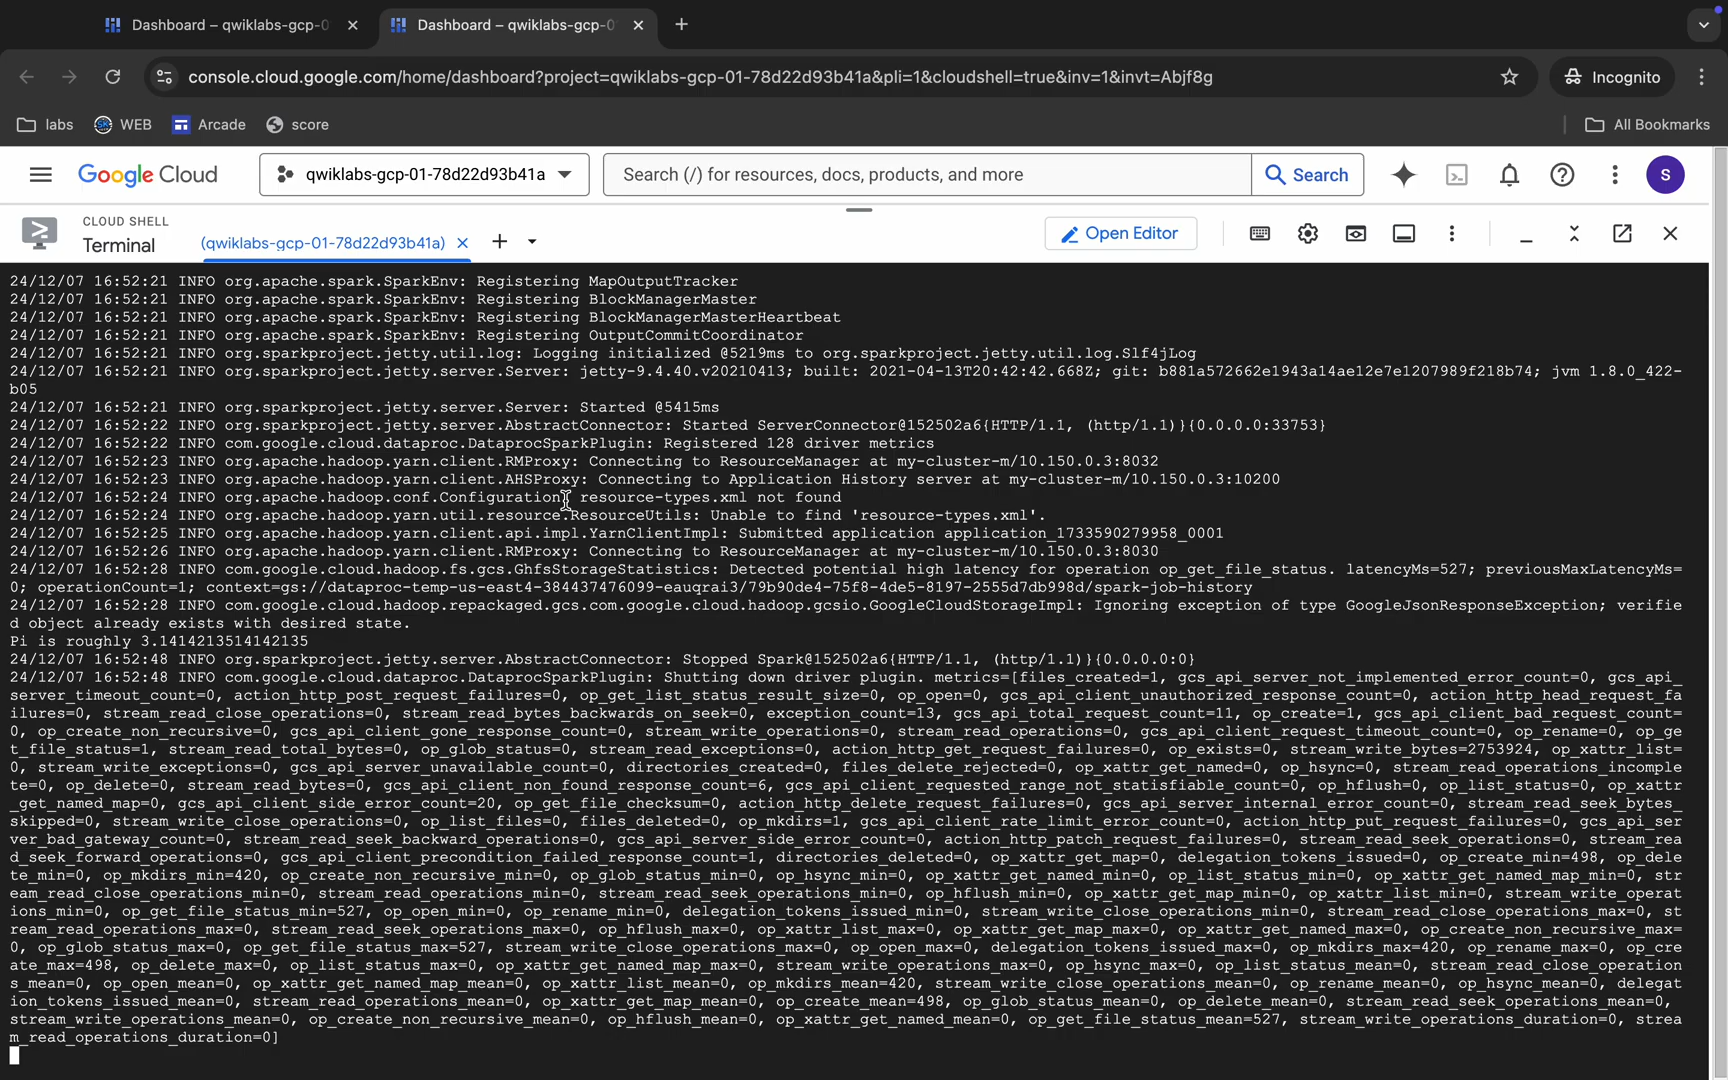 Dashboard – qwiklabs-gcp-0
Dashboard – qwiklabs-gcp-0
console.cloud.google.com/home/dashboard?project=qwiklabs-gcp-01-78d22d93b41a&pli=1&cloudshell=true&inv=1&invt=Abjf8g
Incognito
labs
WEB
Arcade
score
All Bookmarks
Google Cloud
qwiklabs-gcp-01-78d22d93b41a
Search (/) for resources, docs, products, and more
Search
S
CLOUD SHELL
Terminal
(qwiklabs-gcp-01-78d22d93b41a)
Open Editor
24/12/07 16:52:21 INFO org.apache.spark.SparkEnv: Registering MapOutputTracker
24/12/07 16:52:21 INFO org.apache.spark.SparkEnv: Registering BlockManagerMaster
24/12/07 16:52:21 INFO org.apache.spark.SparkEnv: Registering BlockManagerMasterHeartbeat
24/12/07 16:52:21 INFO org.apache.spark.SparkEnv: Registering OutputCommitCoordinator
24/12/07 16:52:21 INFO org.sparkproject.jetty.util.log: Logging initialized @5219ms to org.sparkproject.jetty.util.log.Slf4jLog
24/12/07 16:52:21 INFO org.sparkproject.jetty.server.Server: jetty-9.4.40.v20210413; built: 2021-04-13T20:42:42.668Z; git: b881a572662e1943a14ae12e7e1207989f218b74; jvm 1.8.0_422-
b05
24/12/07 16:52:21 INFO org.sparkproject.jetty.server.Server: Started @5415ms
24/12/07 16:52:22 INFO org.sparkproject.jetty.server.AbstractConnector: Started ServerConnector@152502a6{HTTP/1.1, (http/1.1)}{0.0.0.0:33753}
24/12/07 16:52:22 INFO com.google.cloud.dataproc.DataprocSparkPlugin: Registered 128 driver metrics
24/12/07 16:52:23 INFO org.apache.hadoop.yarn.client.RMProxy: Connecting to ResourceManager at my-cluster-m/10.150.0.3:8032
24/12/07 16:52:23 INFO org.apache.hadoop.yarn.client.AHSProxy: Connecting to Application History server at my-cluster-m/10.150.0.3:10200
24/12/07 16:52:24 INFO org.apache.hadoop.conf.Configuration: resource-types.xml not found
24/12/07 16:52:24 INFO org.apache.hadoop.yarn.util.resource.ResourceUtils: Unable to find 'resource-types.xml'.
24/12/07 16:52:25 INFO org.apache.hadoop.yarn.client.api.impl.YarnClientImpl: Submitted application application_1733590279958_0001
24/12/07 16:52:26 INFO org.apache.hadoop.yarn.client.RMProxy: Connecting to ResourceManager at my-cluster-m/10.150.0.3:8030
24/12/07 16:52:28 INFO com.google.cloud.hadoop.fs.gcs.GhfsStorageStatistics: Detected potential high latency for operation op_get_file_status. latencyMs=527; previousMaxLatencyMs=
0; operationCount=1; context=gs://dataproc-temp-us-east4-384437476099-eauqrai3/79b90de4-75f8-4de5-8197-2555d7db998d/spark-job-history
24/12/07 16:52:28 INFO com.google.cloud.hadoop.repackaged.gcs.com.google.cloud.hadoop.gcsio.GoogleCloudStorageImpl: Ignoring exception of type GoogleJsonResponseException; verifie
d object already exists with desired state.
Pi is roughly 3.1414213514142135
24/12/07 16:52:48 INFO org.sparkproject.jetty.server.AbstractConnector: Stopped Spark@152502a6{HTTP/1.1, (http/1.1)}{0.0.0.0:0}
24/12/07 16:52:48 INFO com.google.cloud.dataproc.DataprocSparkPlugin: Shutting down driver plugin. metrics=[files_created=1, gcs_api_server_not_implemented_error_count=0, gcs_api_
server_timeout_count=0, action_http_post_request_failures=0, op_get_list_status_result_size=0, op_open=0, gcs_api_client_unauthorized_response_count=0, action_http_head_request_fa
ilures=0, stream_read_close_operations=0, stream_read_bytes_backwards_on_seek=0, exception_count=13, gcs_api_total_request_count=11, op_create=1, gcs_api_client_bad_request_count=
0, op_create_non_recursive=0, gcs_api_client_gone_response_count=0, stream_write_operations=0, stream_read_operations=0, gcs_api_client_request_timeout_count=0, op_rename=0, op_ge
t_file_status=1, stream_read_total_bytes=0, op_glob_status=0, stream_read_exceptions=0, action_http_get_request_failures=0, op_exists=0, stream_write_bytes=2753924, op_xattr_list=
0, stream_write_exceptions=0, gcs_api_server_unavailable_count=0, directories_created=0, files_delete_rejected=0, op_xattr_get_named=0, op_hsync=0, stream_read_operations_incomple
te=0, op_delete=0, stream_read_bytes=0, gcs_api_client_non_found_response_count=6, gcs_api_client_requested_range_not_statisfiable_count=0, op_hflush=0, op_list_status=0, op_xattr
_get_named_map=0, gcs_api_client_side_error_count=20, op_get_file_checksum=0, action_http_delete_request_failures=0, gcs_api_server_internal_error_count=0, stream_read_seek_bytes_
skipped=0, stream_write_close_operations=0, op_list_files=0, files_deleted=0, op_mkdirs=1, gcs_api_client_rate_limit_error_count=0, action_http_put_request_failures=0, gcs_api_ser
ver_bad_gateway_count=0, stream_read_seek_backward_operations=0, gcs_api_server_side_error_count=0, action_http_patch_request_failures=0, stream_read_seek_operations=0, stream_rea
d_seek_forward_operations=0, gcs_api_client_precondition_failed_response_count=1, directories_deleted=0, op_xattr_get_map=0, delegation_tokens_issued=0, op_create_min=498, op_dele
te_min=0, op_mkdirs_min=420, op_create_non_recursive_min=0, op_glob_status_min=0, op_hsync_min=0, op_xattr_get_named_min=0, op_list_status_min=0, op_xattr_get_named_map_min=0, str
eam_read_close_operations_min=0, stream_read_operations_min=0, stream_read_seek_operations_min=0, op_hflush_min=0, op_xattr_get_map_min=0, op_xattr_list_min=0, stream_write_operat
ions_min=0, op_get_file_status_min=527, op_open_min=0, op_rename_min=0, delegation_tokens_issued_min=0, stream_write_close_operations_min=0, stream_read_close_operations_max=0, st
ream_read_operations_max=0, stream_read_seek_operations_max=0, op_hflush_max=0, op_xattr_list_max=0, op_xattr_get_map_max=0, op_xattr_get_named_max=0, op_create_non_recursive_max=
0, op_glob_status_max=0, op_get_file_status_max=527, stream_write_close_operations_max=0, op_open_max=0, delegation_tokens_issued_max=0, op_mkdirs_max=420, op_rename_max=0, op_cre
ate_max=498, op_delete_max=0, op_list_status_max=0, op_xattr_get_named_map_max=0, stream_write_operations_max=0, op_hsync_max=0, op_list_status_mean=0, stream_read_close_operation
s_mean=0, op_open_mean=0, op_xattr_get_named_map_mean=0, op_xattr_list_mean=0, op_mkdirs_mean=420, stream_write_close_operations_mean=0, op_rename_mean=0, op_hsync_mean=0, delegat
ion_tokens_issued_mean=0, stream_read_operations_mean=0, op_xattr_get_map_mean=0, op_create_mean=498, op_glob_status_mean=0, op_delete_mean=0, stream_read_seek_operations_mean=0,
stream_write_operations_mean=0, op_create_non_recursive_mean=0, op_hflush_mean=0, op_xattr_get_named_mean=0, op_get_file_status_mean=527, stream_write_operations_duration=0, strea
m_read_operations_duration=0]